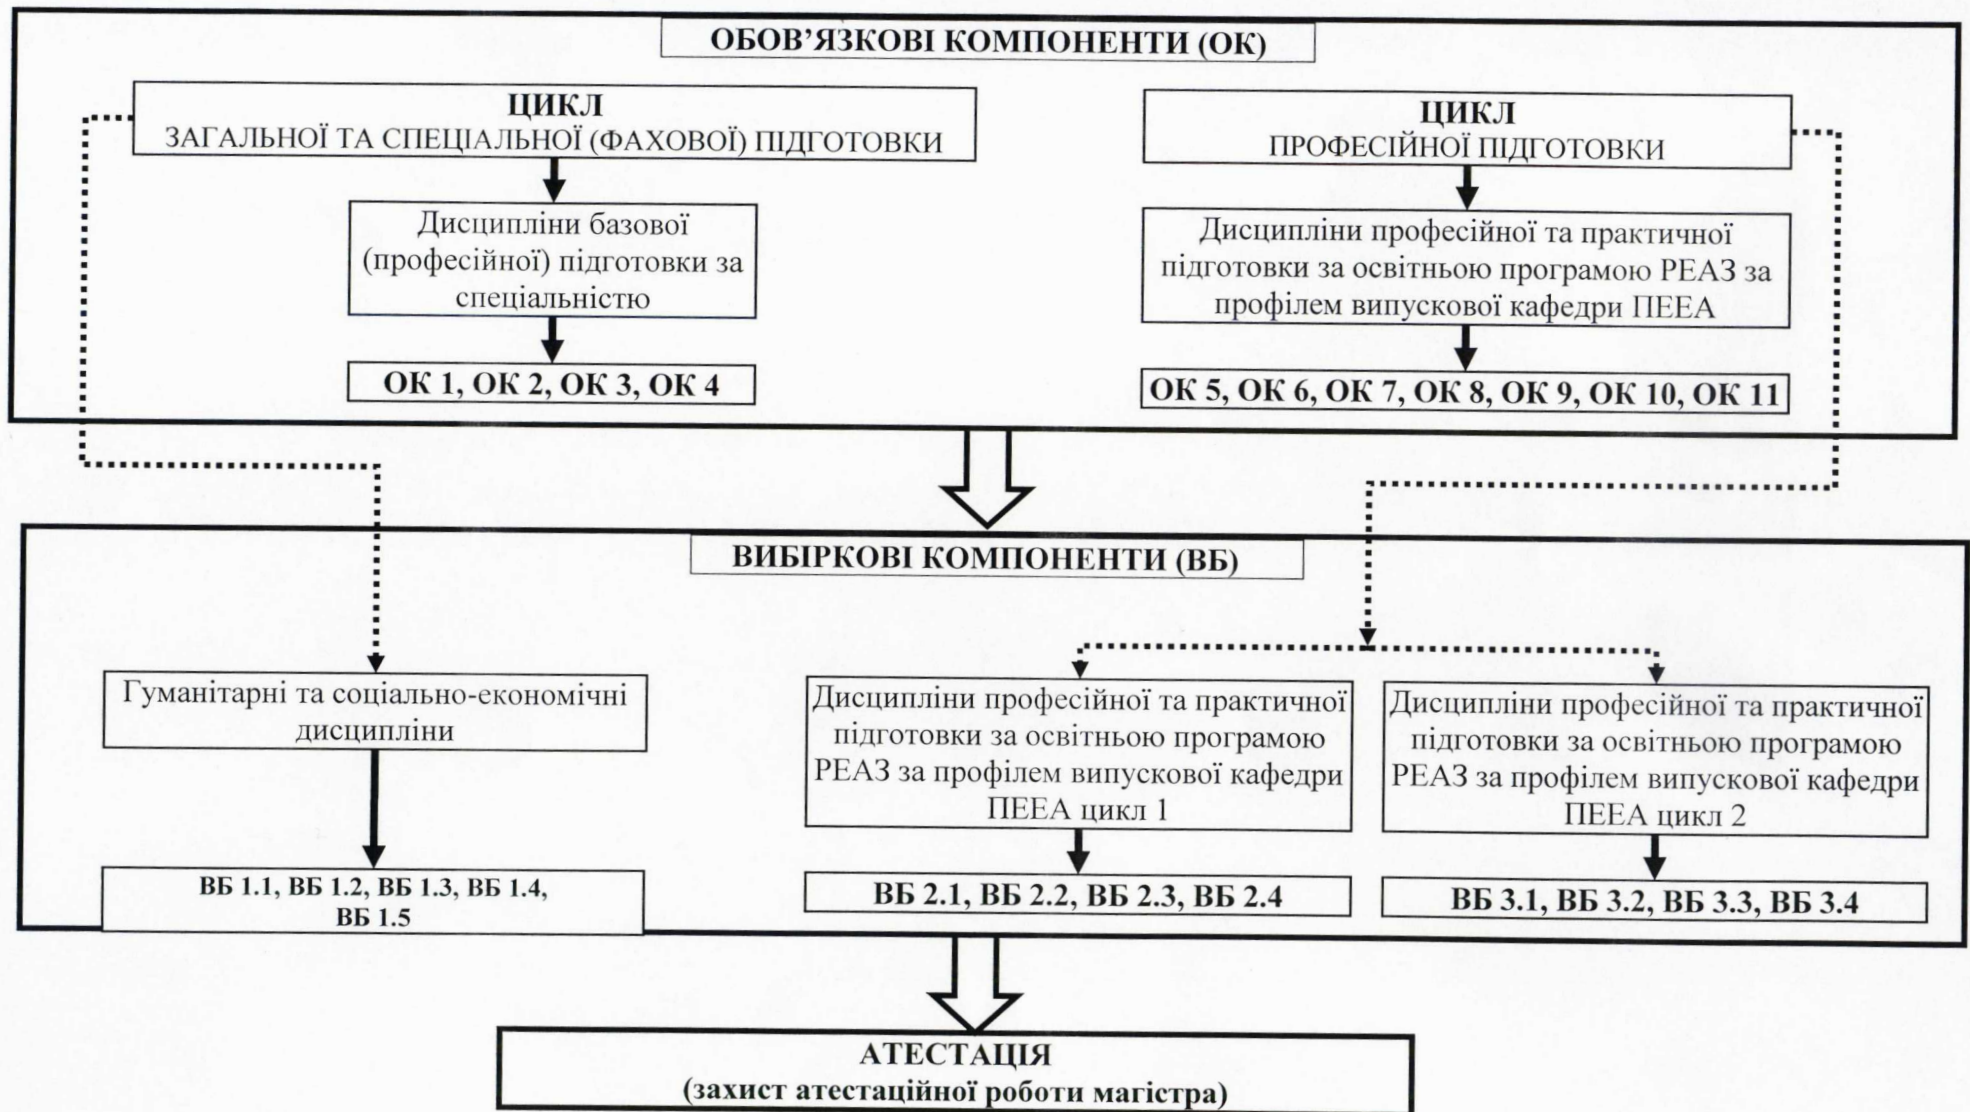 ОБОВ’ЯЗКОВІ КОМПОНЕНТИ (ОК)
ЦИКЛ
ЗАГАЛЬНОЇ ТА СПЕЦІАЛЬНОЇ (ФАХОВОЇ) ПІДГОТОВКИ
Дисципліни базової
(професійної) підготовки за
спеціальністю
ОК 1, ОК 2, ОК 3, ОК 4
ЦИКЛ
ПРОФЕСІЙНОЇ ПІДГОТОВКИ
Дисципліни професійної та практичної
підготовки за освітньою програмою РЕАЗ за
профілем випускової кафедри ПЕЕА
ОК 5, ОК 6, ОК 7, ОК 8, ОК 9, ОК 10, ОК 11
ВИБІРКОВІ КОМПОНЕНТИ (ВБ)
Гуманітарні та соціально-економічні
дисципліни
ВБ 1.1, ВБ 1.2, ВБ 1.3, ВБ 1.4,
ВБ 1.5
Дисципліни професійної та практичної
підготовки за освітньою програмою
РЕАЗ за профілем випускової кафедри
ПЕЕА цикл 1
ВБ 2.1, ВБ 2.2, ВБ 2.3, ВБ 2.4
Дисципліни професійної та практичної
підготовки за освітньою програмою
РЕАЗ за профілем випускової кафедри
ПЕЕА цикл 2
ВБ 3.1, ВБ 3.2, ВБ 3.3, ВБ 3.4
АТЕСТАЦІЯ
(захист атестаційної роботи магістра)